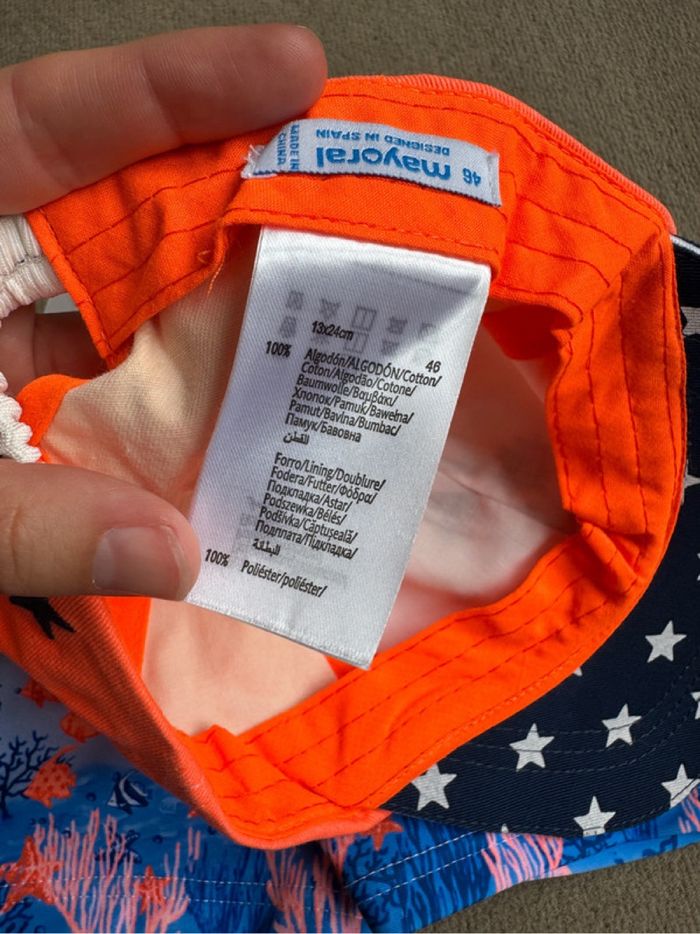 46
mayoral
DESIGNED IN SPAIN
MADE IN
CHINA
13x24cm
46
100%
Algodón/ALGODÓN/Cotton/
Coton/Algodão/Cotone/
Baumwolle/Βαμβάκι/
Хлопок/Pamuk/Bawełna/
Pamut/Bavlna/Bumbac/
Памук/Бавовна
القطن
Forro/Lining/Doublure/
Fodera/Futter/Φόδρα/
Подкладка/Astar/
Podszewka/Bélés/
Podšívka/Căptușeală/
Подплата/Підкладка/
البطانة
100%
Poliéster/poliéster/